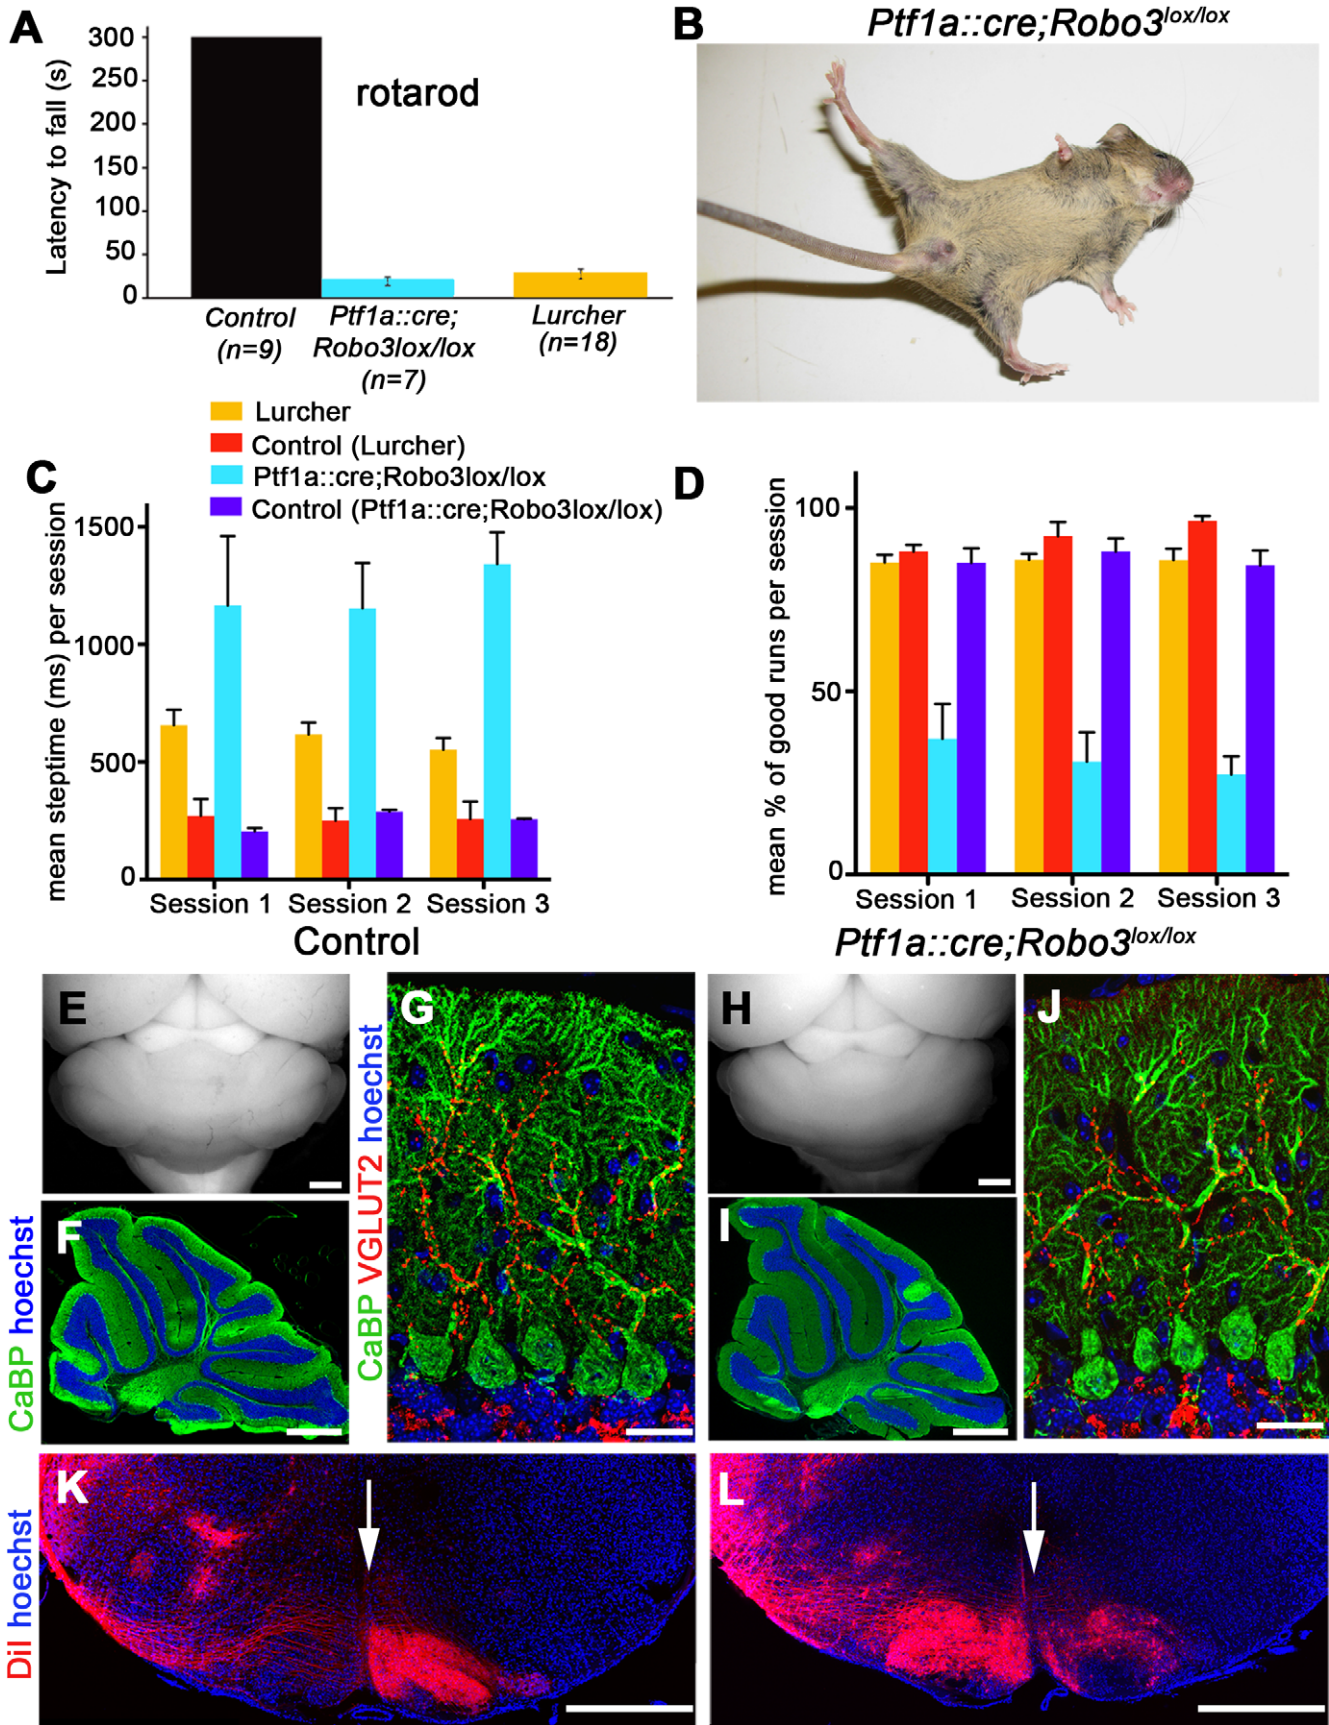 A
300
250
200
150
100
50
0
Latency to fall (s)
rotarod
Control
(n=9)
Ptf1a::cre;
Robo3lox/lox
(n=7)
Lurcher
(n=18)
B
Ptf1a::cre;Robo3lox/lox
Lurcher
Control (Lurcher)
Ptf1a::cre;Robo3lox/lox
Control (Ptf1a::cre;Robo3lox/lox)
C
1500
1000
500
0
mean steptime (ms) per session
Session 1
Session 2
Session 3
D
100
50
0
mean % of good runs per session
Session 1
Session 2
Session 3
Control
Ptf1a::cre;Robo3lox/lox
E
F
CaBP hoechst
G
CaBP VGLUT2 hoechst
H
I
J
K
DiI hoechst
L